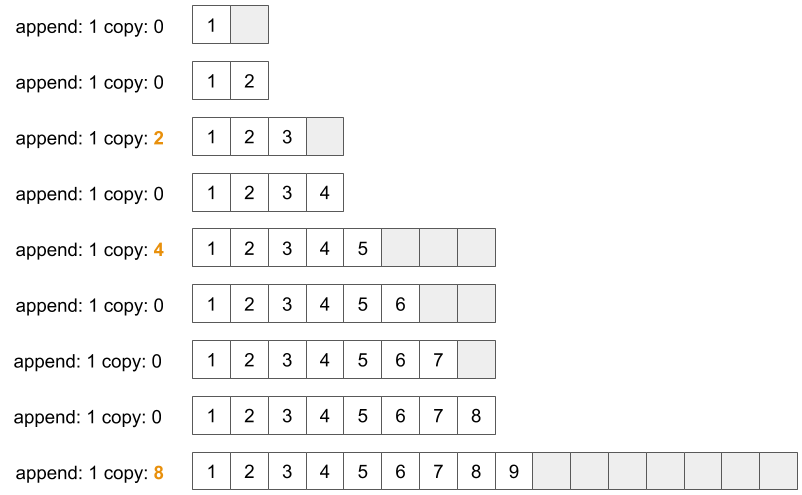 append: 1 copy: 0 1
append: 1 copy: 0 1 2
append: 1 copy: 2 1 2 3
append: 1 copy: 0 1 2 3 4
append: 1 copy: 4 1 2 3 4 5
append: 1 copy: 0 1 2 3 4 5 6
append: 1 copy: 0 1 2 3 4 5 6 7
append: 1 copy: 0 1 2 3 4 5 6 7 8
append: 1 copy: 8 1 2 3 4 5 6 7 8 9